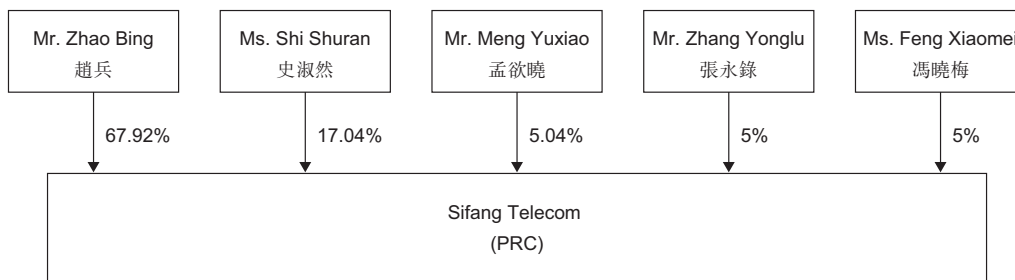 Mr. Zhao Bing
趙兵
Ms. Shi Shuran
史淑然
Mr. Meng Yuxiao
孟欲曉
Mr. Zhang Yonglu
張永錄
Ms. Feng Xiaomei
馮曉梅
67.92%
17.04%
5.04%
5%
5%
Sifang Telecom
(PRC)